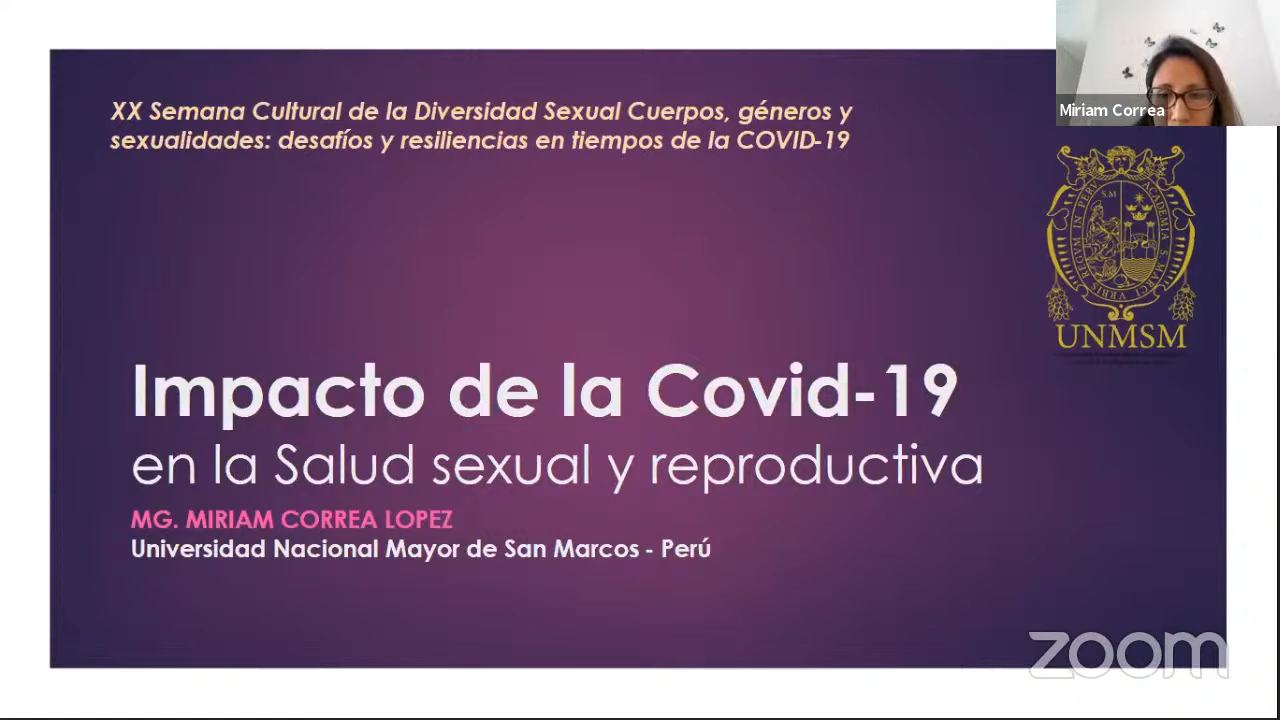 XX Semana Cultural de la Diversidad Sexual Cuerpos, géneros y
sexualidades: desafíos y resiliencias en tiempos de la COVID-19
Miriam Correa
UNMSM
Impacto de la Covid-19
en la Salud sexual y reproductiva
MG. MIRIAM CORREA LOPEZ
Universidad Nacional Mayor de San Marcos - Perú
zoom